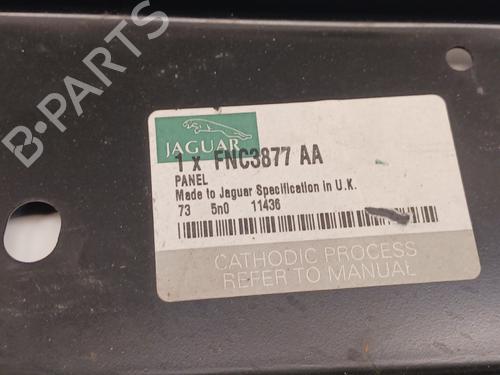 B-Parts
JAGUAR
1 x FNC3877 AA
PANEL
Made to Jaguar Specification in U.K.
73 5n0 11436
CATHODIC PROCESS
REFER TO MANUAL